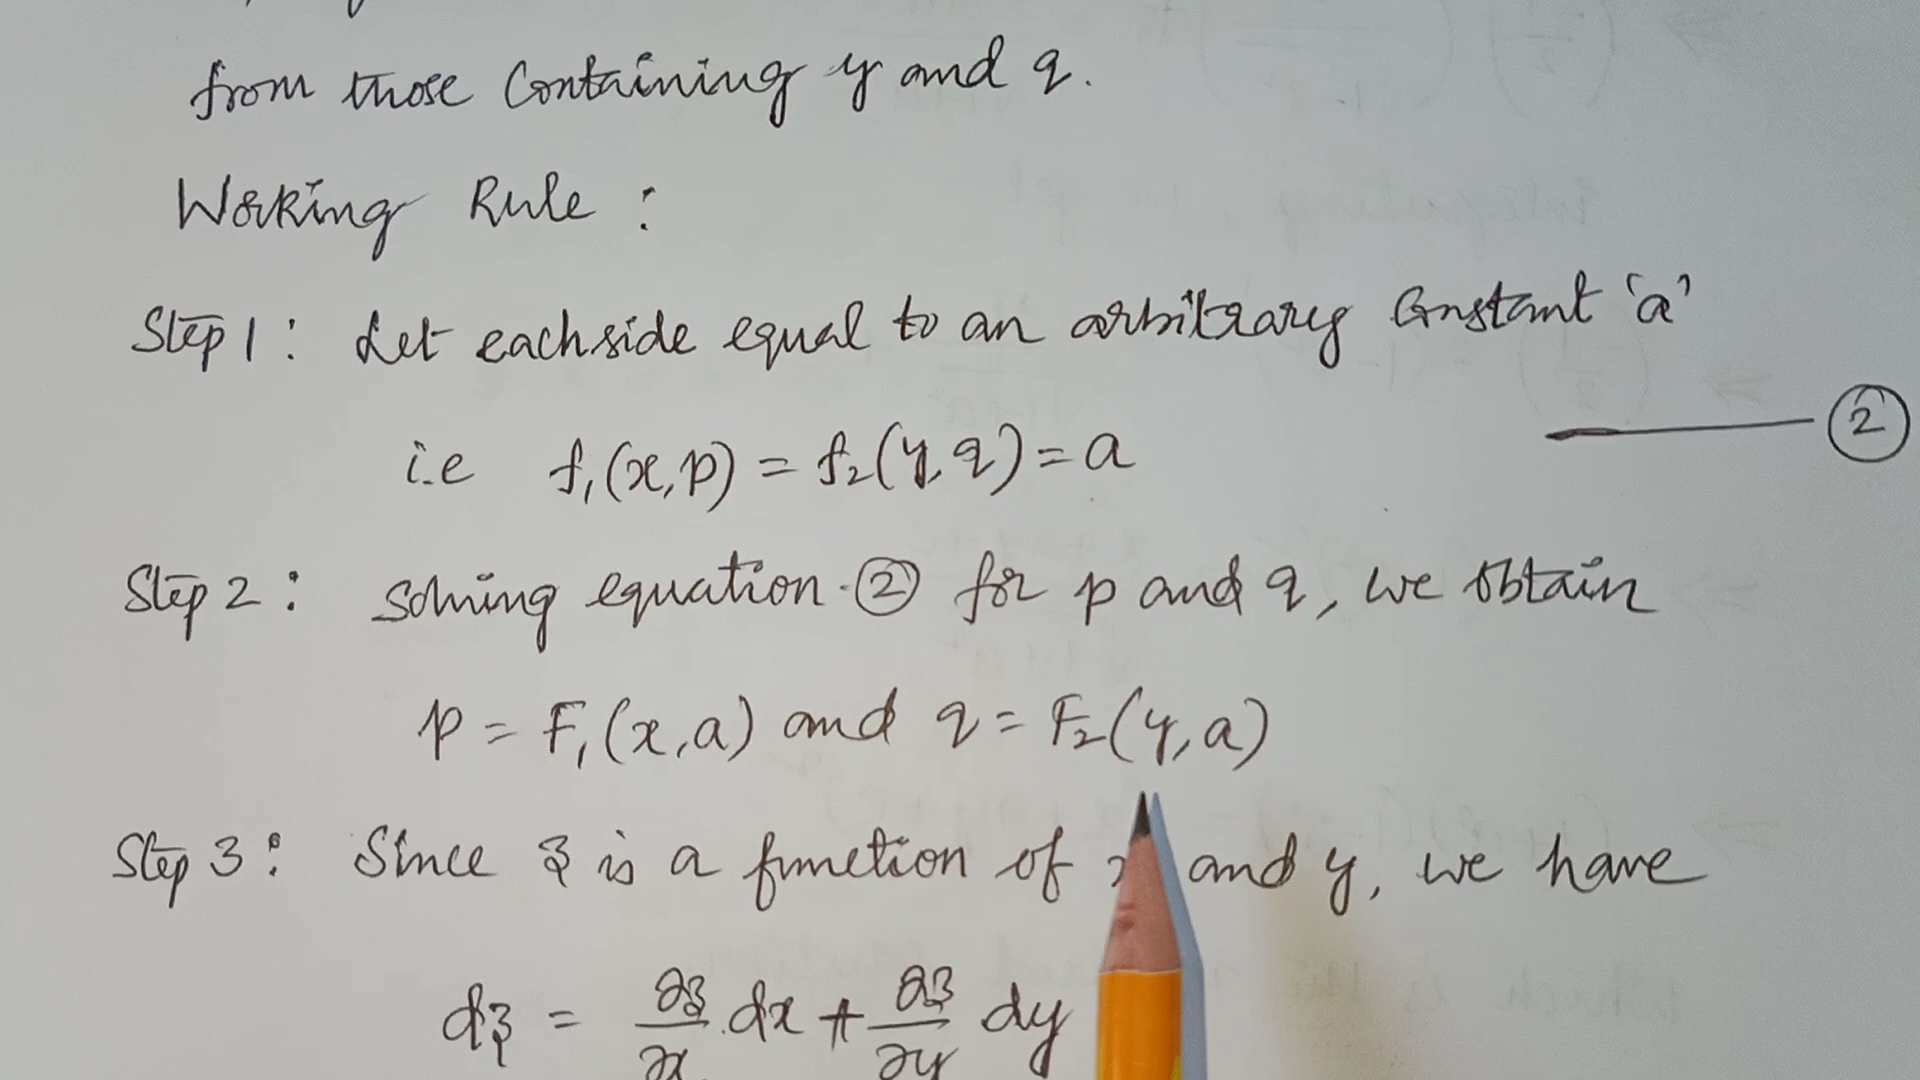 from those Containing y and q.
Working Rule :
Step 1 : Let each side equal to an arbitrary Constant 'a'
i.e f₁(x,p) = f₂(y,q) = a ——— ②
Step 2 : Solving equation ② for p and q, we obtain
p = F₁(x,a) and q = F₂(y,a)
Step 3 : Since z is a function of x and y, we have
dz = ∂z/∂x dx + ∂z/∂y dy